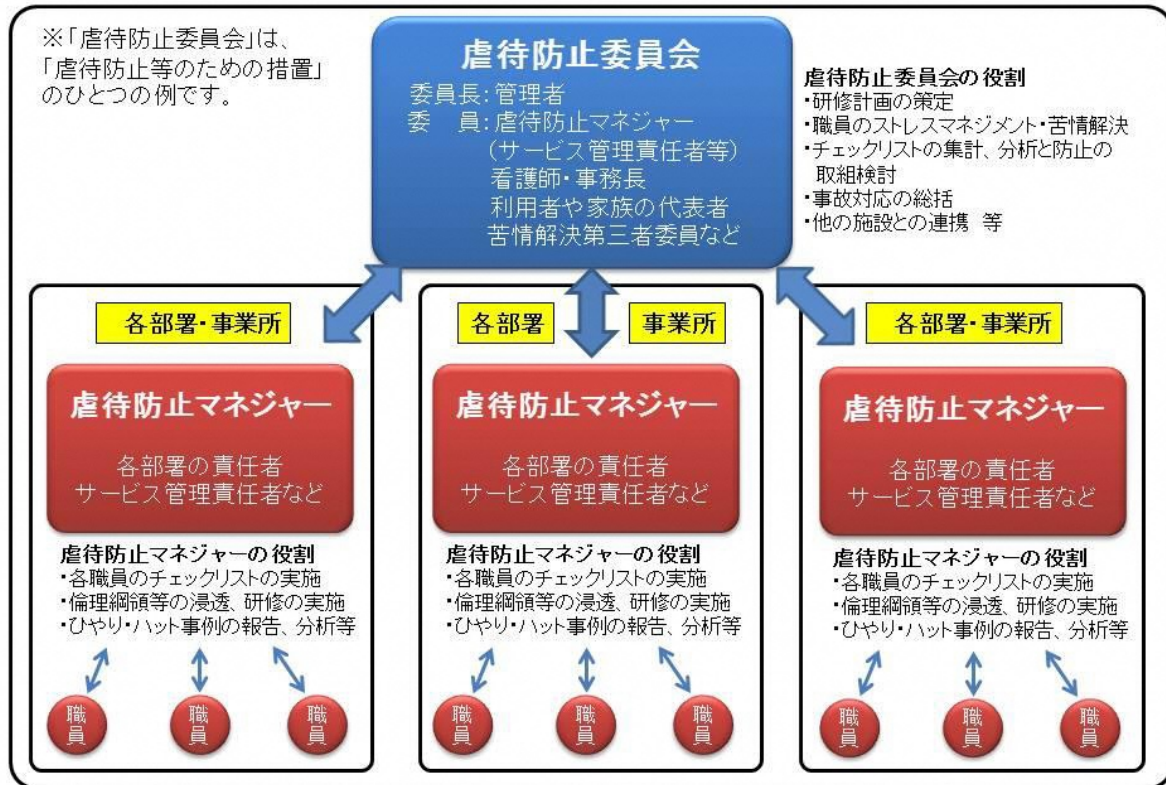 ※「虐待防止委員会」は、
「虐待防止等のための措置」
のひとつの例です。
虐待防止委員会
委員長：管理者
委　員：虐待防止マネジャー
（サービス管理責任者等）
看護師・事務長
利用者や家族の代表者
苦情解決第三者委員など
虐待防止委員会の役割
・研修計画の策定
・職員のストレスマネジメント・苦情解決
・チェックリストの集計、分析と防止の
取組検討
・事故対応の総括
・他の施設との連携 等
各部署・事業所
虐待防止マネジャー
各部署の責任者
サービス管理責任者など
虐待防止マネジャーの役割
・各職員のチェックリストの実施
・倫理綱領等の浸透、研修の実施
・ひやり・ハット事例の報告、分析等
職員
職員
職員
各部署
事業所
虐待防止マネジャー
各部署の責任者
サービス管理責任者など
虐待防止マネジャーの役割
・各職員のチェックリストの実施
・倫理綱領等の浸透、研修の実施
・ひやり・ハット事例の報告、分析等
職員
職員
職員
各部署・事業所
虐待防止マネジャー
各部署の責任者
サービス管理責任者など
虐待防止マネジャーの役割
・各職員のチェックリストの実施
・倫理綱領等の浸透、研修の実施
・ひやり・ハット事例の報告、分析等
職員
職員
職員